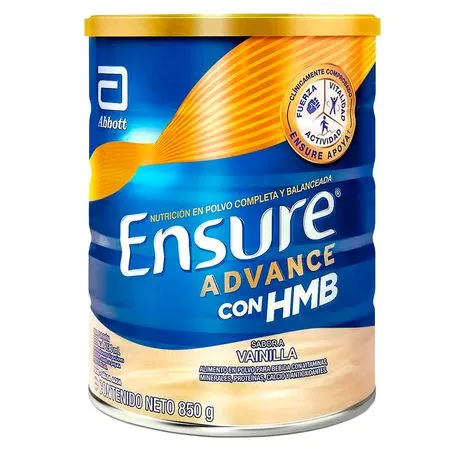 Abbott
CLÍNICAMENTE COMPROBADO
FUERZA
VITALIDAD
ACTIVIDAD
ENSURE APOYA!
NUTRICIÓN EN POLVO COMPLETA Y BALANCEADA
Ensure®
ADVANCE
CON HMB
SABOR A
VAINILLA
ALIMENTO EN POLVO PARA BEBIDA CON VITAMINAS,
MINERALES, PROTEÍNAS, CALCIO Y ANTIOXIDANTES.
CONTENIDO NETO 850 g